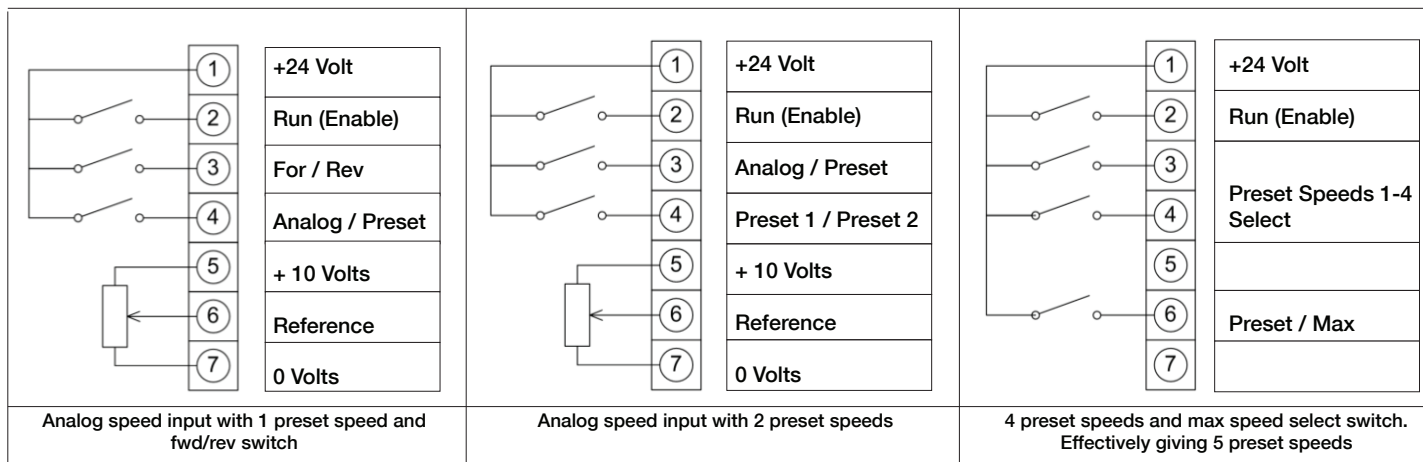 1
+24 Volt
2
Run (Enable)
3
For / Rev
4
Analog / Preset
5
+ 10 Volts
6
Reference
7
0 Volts
Analog speed input with 1 preset speed and
fwd/rev switch
1
+24 Volt
2
Run (Enable)
3
Analog / Preset
4
Preset 1 / Preset 2
5
+ 10 Volts
6
Reference
7
0 Volts
Analog speed input with 2 preset speeds
1
+24 Volt
2
Run (Enable)
3
4
Preset Speeds 1-4
Select
5
6
Preset / Max
7
4 preset speeds and max speed select switch.
Effectively giving 5 preset speeds